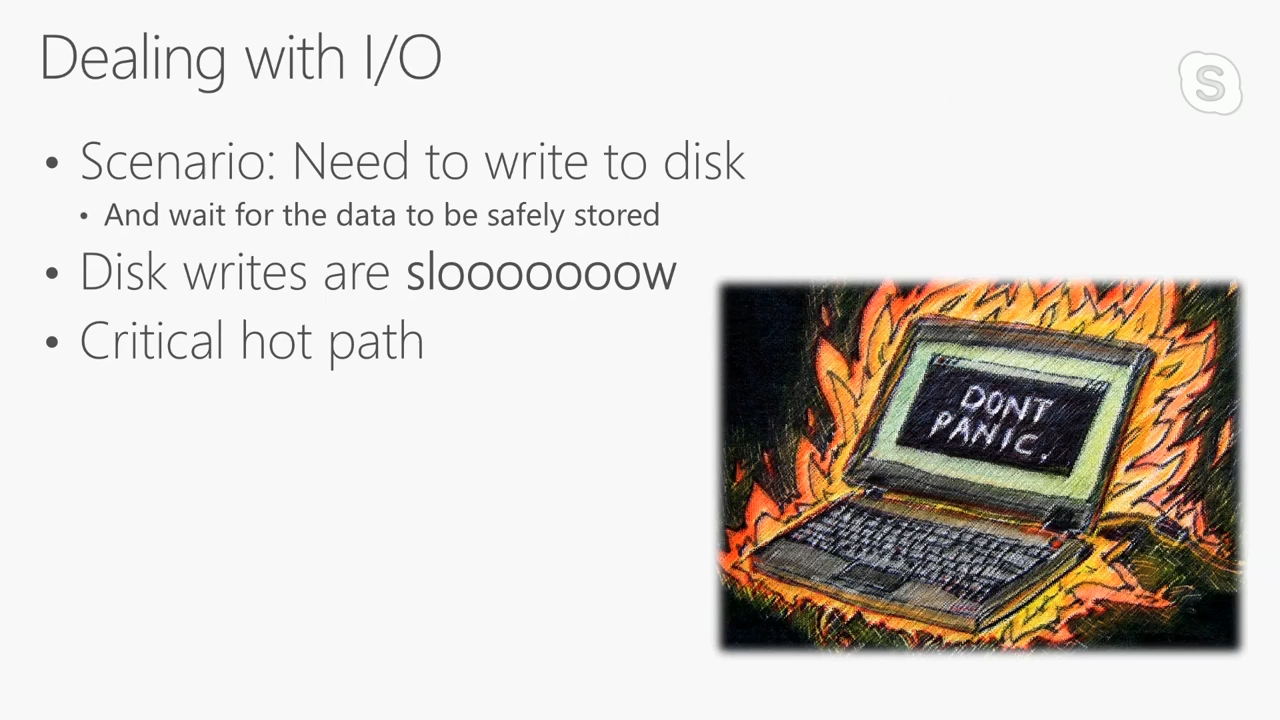 Dealing with I/O
S
• Scenario: Need to write to disk
• And wait for the data to be safely stored
• Disk writes are slooooooow
• Critical hot path
DONT
PANIC.